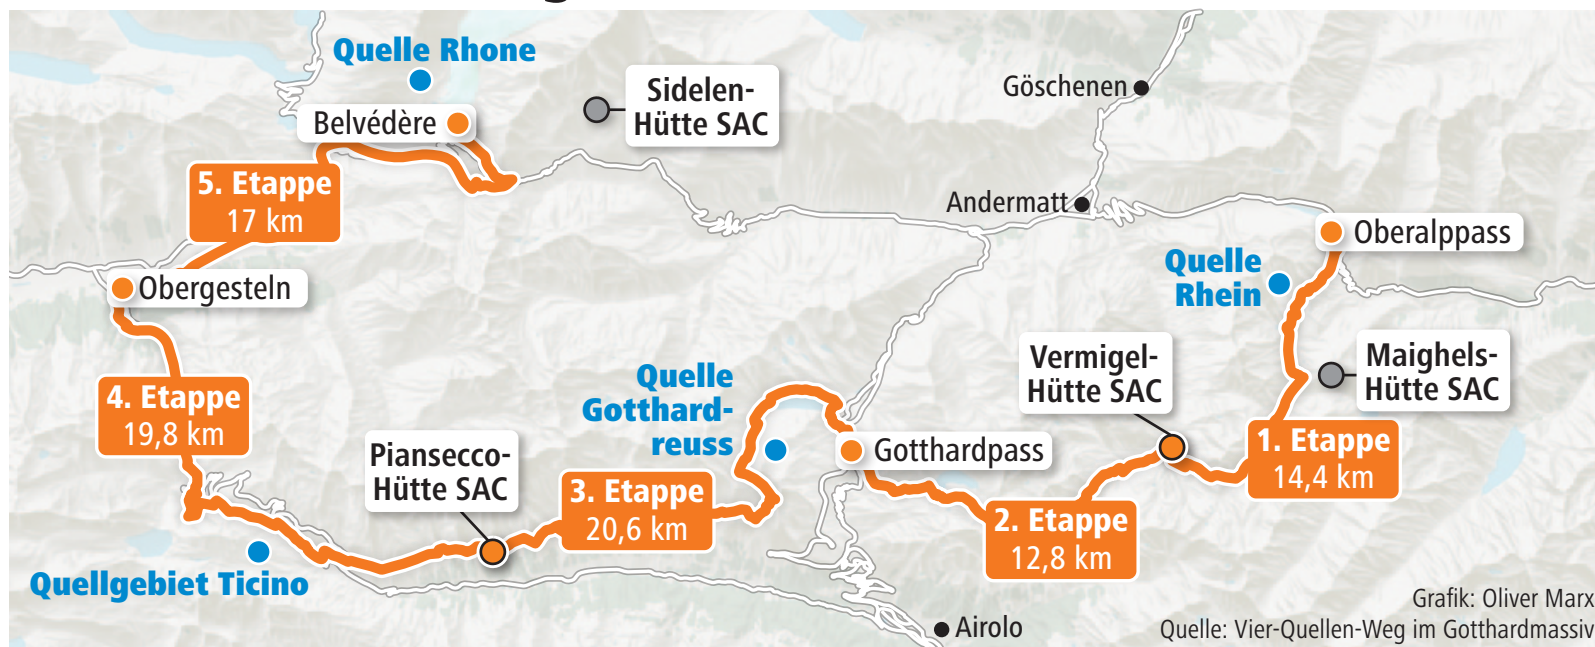 Quelle Rhone
Sidelen-
Hütte SAC
Göschenen
Belvédère
5. Etappe
17 km
Andermatt
Oberalppass
Quelle
Rhein
Obergesteln
Vermigel-
Hütte SAC
Maighels-
Hütte SAC
Quelle
Gotthard-
reuss
4. Etappe
19,8 km
Piansecco-
Hütte SAC
Gotthardpass
1. Etappe
14,4 km
3. Etappe
20,6 km
2. Etappe
12,8 km
Quellgebiet Ticino
Airolo
Grafik: Oliver Marx
Quelle: Vier-Quellen-Weg im Gotthardmassiv